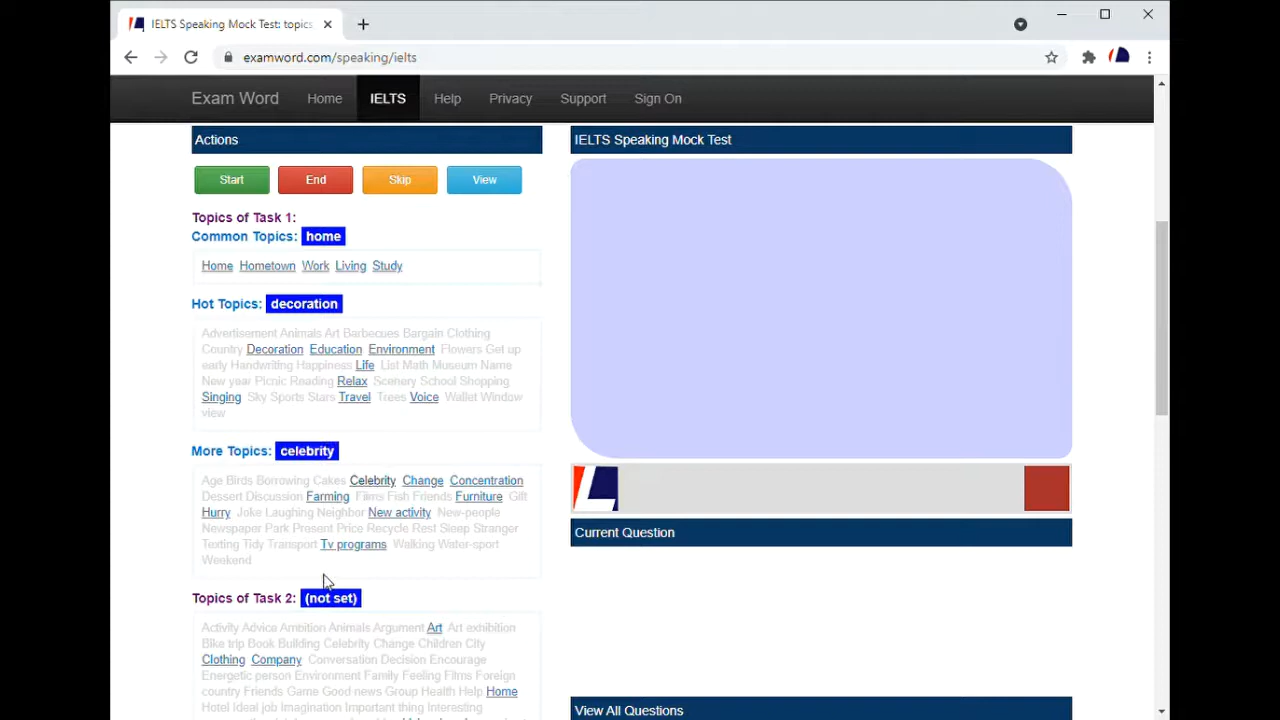 IELTS Speaking Mock Test: topics
examword.com/speaking/ielts
Exam Word Home IELTS Help Privacy Support Sign On
Actions
Start End Skip View
Topics of Task 1:
Common Topics: home
Home Hometown Work Living Study
Hot Topics: decoration
Advertisement Animals Art Barbecues Bargain Clothing
Country Decoration Education Environment Flowers Get up
early Handwriting Happiness Life List Math Museum Name
New year Picnic Reading Relax Scenery School Shopping
Singing Sky Sports Stars Travel Trees Voice Wallet Window
view
More Topics: celebrity
Age Birds Borrowing Cakes Celebrity Change Concentration
Dessert Discussion Farming Films Fish Friends Furniture Gift
Hurry Joke Laughing Neighbor New activity New-people
Newspaper Park Present Price Recycle Rest Sleep Stranger
Texting Tidy Transport Tv programs Walking Water-sport
Weekend
Topics of Task 2: (not set)
Activity Advice Ambition Animals Argument Art Art exhibition
Bike trip Book Building Celebrity Change Children City
Clothing Company Conversation Decision Encourage
Energetic person Environment Family Feeling Films Foreign
country Friends Game Good news Group Health Help Home
Hotel Ideal job Imagination Important thing Interesting
IELTS Speaking Mock Test
Current Question
View All Questions